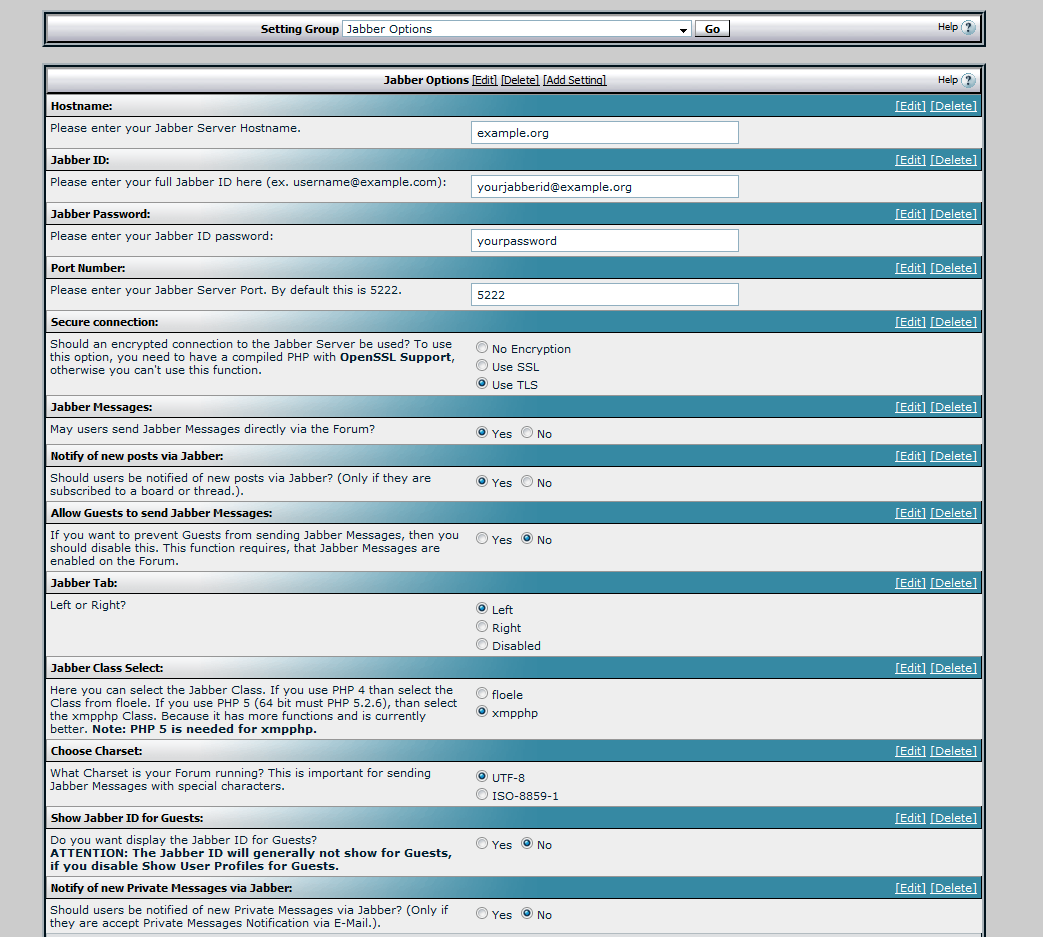 Setting Group Jabber Options Go Help ?
Jabber Options [Edit] [Delete] [Add Setting] Help ?
Hostname: [Edit] [Delete]
Please enter your Jabber Server Hostname. example.org
Jabber ID: [Edit] [Delete]
Please enter your full Jabber ID here (ex. username@example.com): yourjabberid@example.org
Jabber Password: [Edit] [Delete]
Please enter your Jabber ID password: yourpassword
Port Number: [Edit] [Delete]
Please enter your Jabber Server Port. By default this is 5222. 5222
Secure connection: [Edit] [Delete]
Should an encrypted connection to the Jabber Server be used? To use
this option, you need to have a compiled PHP with OpenSSL Support,
otherwise you can't use this function.
No Encryption
Use SSL
Use TLS
Jabber Messages: [Edit] [Delete]
May users send Jabber Messages directly via the Forum? Yes No
Notify of new posts via Jabber: [Edit] [Delete]
Should users be notified of new posts via Jabber? (Only if they are
subscribed to a board or thread.).
Yes No
Allow Guests to send Jabber Messages: [Edit] [Delete]
If you want to prevent Guests from sending Jabber Messages, then you
should disable this. This function requires, that Jabber Messages are
enabled on the Forum.
Yes No
Jabber Tab: [Edit] [Delete]
Left or Right?
Left
Right
Disabled
Jabber Class Select: [Edit] [Delete]
Here you can select the Jabber Class. If you use PHP 4 than select the
Class from floele. If you use PHP 5 (64 bit must PHP 5.2.6), than select
the xmpphp Class. Because it has more functions and is currently
better. Note: PHP 5 is needed for xmpphp.
floele
xmpphp
Choose Charset: [Edit] [Delete]
What Charset is your Forum running? This is important for sending
Jabber Messages with special characters.
UTF-8
ISO-8859-1
Show Jabber ID for Guests: [Edit] [Delete]
Do you want display the Jabber ID for Guests?
ATTENTION: The Jabber ID will generally not show for Guests,
if you disable Show User Profiles for Guests.
Yes No
Notify of new Private Messages via Jabber: [Edit] [Delete]
Should users be notified of new Private Messages via Jabber? (Only if
they are accept Private Messages Notification via E-Mail.).
Yes No